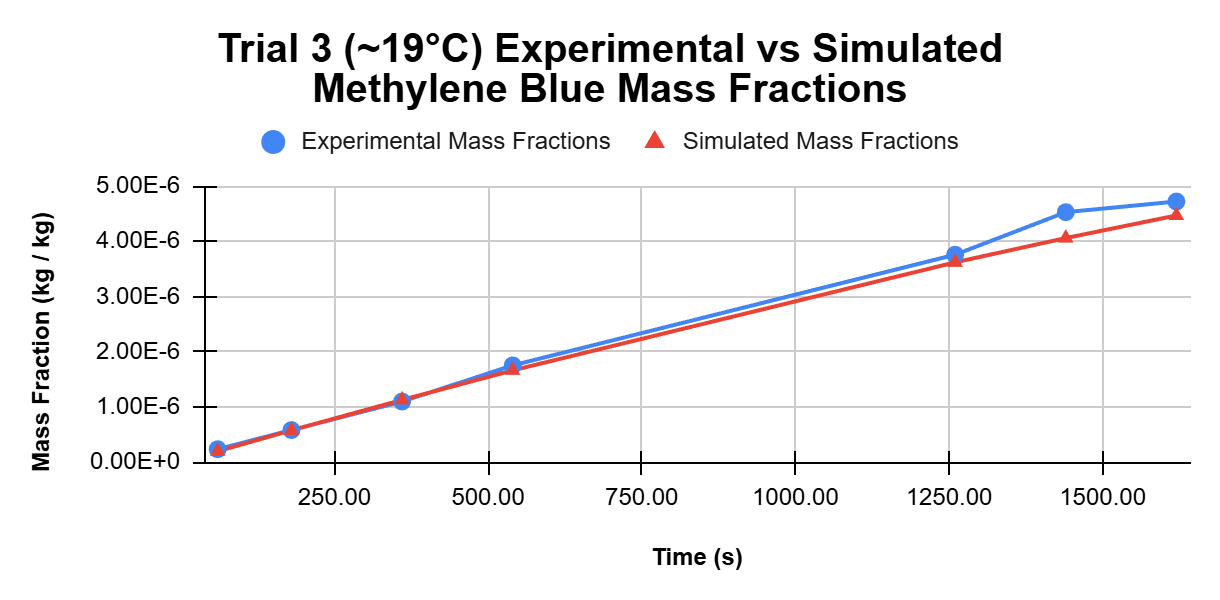 Trial 3 (~19°C) Experimental vs Simulated
Methylene Blue Mass Fractions
Experimental Mass Fractions
Simulated Mass Fractions
Mass Fraction (kg / kg)
5.00E-6
4.00E-6
3.00E-6
2.00E-6
1.00E-6
0.00E+0
250.00
500.00
750.00
1000.00
1250.00
1500.00
Time (s)